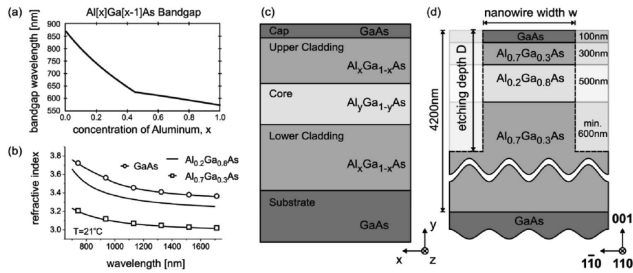 (a)
Al[x]Ga[x-1]As Bandgap
bandgap wavelength [nm]
900
850
800
750
700
650
600
550
0.0
0.2
0.4
0.6
0.8
1
concentration of Aluminum, x
(b)
refractive index
3.8
3.6
3.4
3.2
3.0
GaAs
Al0.2Ga0.8As
Al0.7Ga0.3As
T=21°C
800
1000
1200
1400
1600
wavelength [nm]
(c)
Cap
GaAs
Upper Cladding
AlxGa1-xAs
Core
AlyGa1-yAs
Lower Cladding
AlxGa1-xAs
Substrate
GaAs
y
x
z
(d)
nanowire width w
etching depth D
4200nm
GaAs
100nm
Al0.7Ga0.3As
300nm
Al0.2Ga0.8As
500nm
Al0.7Ga0.3As
min.
600nm
GaAs
001
11̅0
110